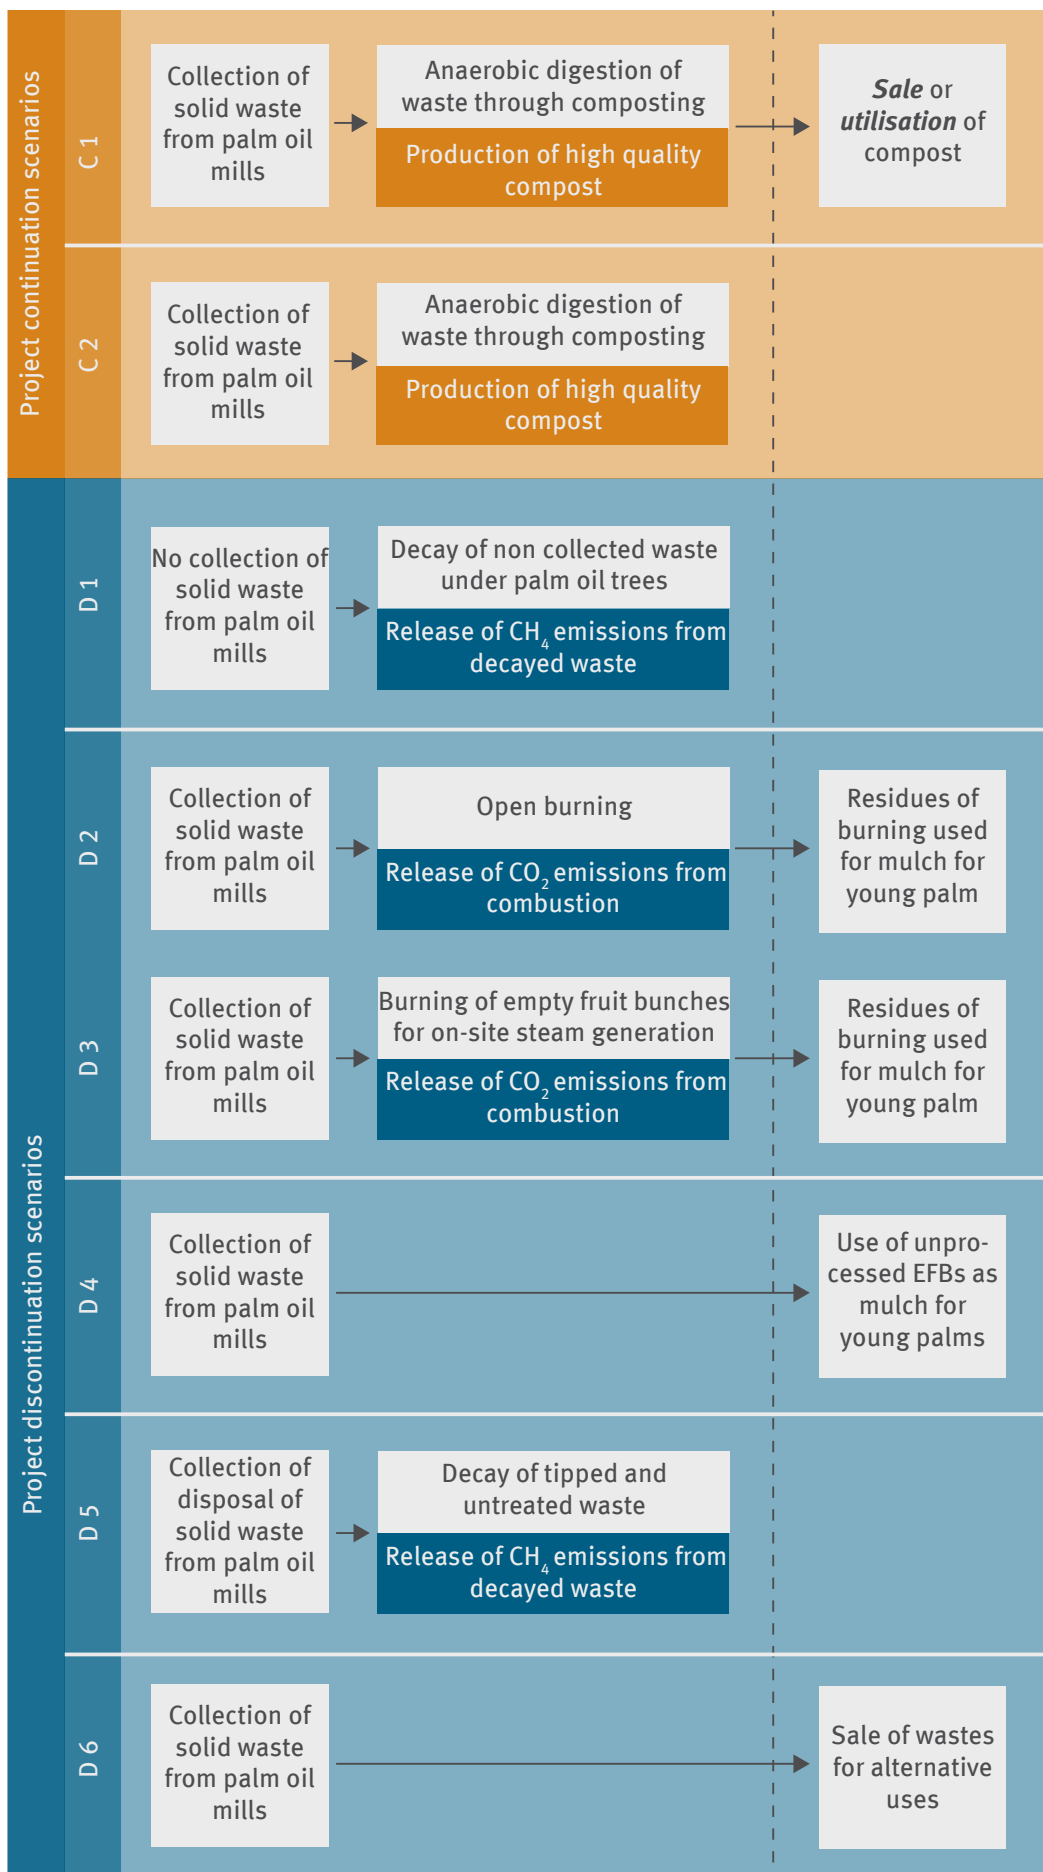 Project continuation scenarios
C 1
Collection of
solid waste
from palm oil
mills
Anaerobic digestion of
waste through composting
Production of high quality
compost
Sale or
utilisation of
compost
C 2
Collection of
solid waste
from palm oil
mills
Anaerobic digestion of
waste through composting
Production of high quality
compost
Project discontinuation scenarios
D 1
No collection of
solid waste
from palm oil
mills
Decay of non collected waste
under palm oil trees
Release of CH4 emissions from
decayed waste
D 2
Collection of
solid waste
from palm oil
mills
Open burning
Release of CO2 emissions from
combustion
Residues of
burning used
for mulch for
young palm
D 3
Collection of
solid waste
from palm oil
mills
Burning of empty fruit bunches
for on-site steam generation
Release of CO2 emissions from
combustion
Residues of
burning used
for mulch for
young palm
D 4
Collection of
solid waste
from palm oil
mills
Use of unpro-
cessed EFBs as
mulch for
young palms
D 5
Collection of
disposal of
solid waste
from palm oil
mills
Decay of tipped and
untreated waste
Release of CH4 emissions from
decayed waste
D 6
Collection of
solid waste
from palm oil
mills
Sale of wastes
for alternative
uses